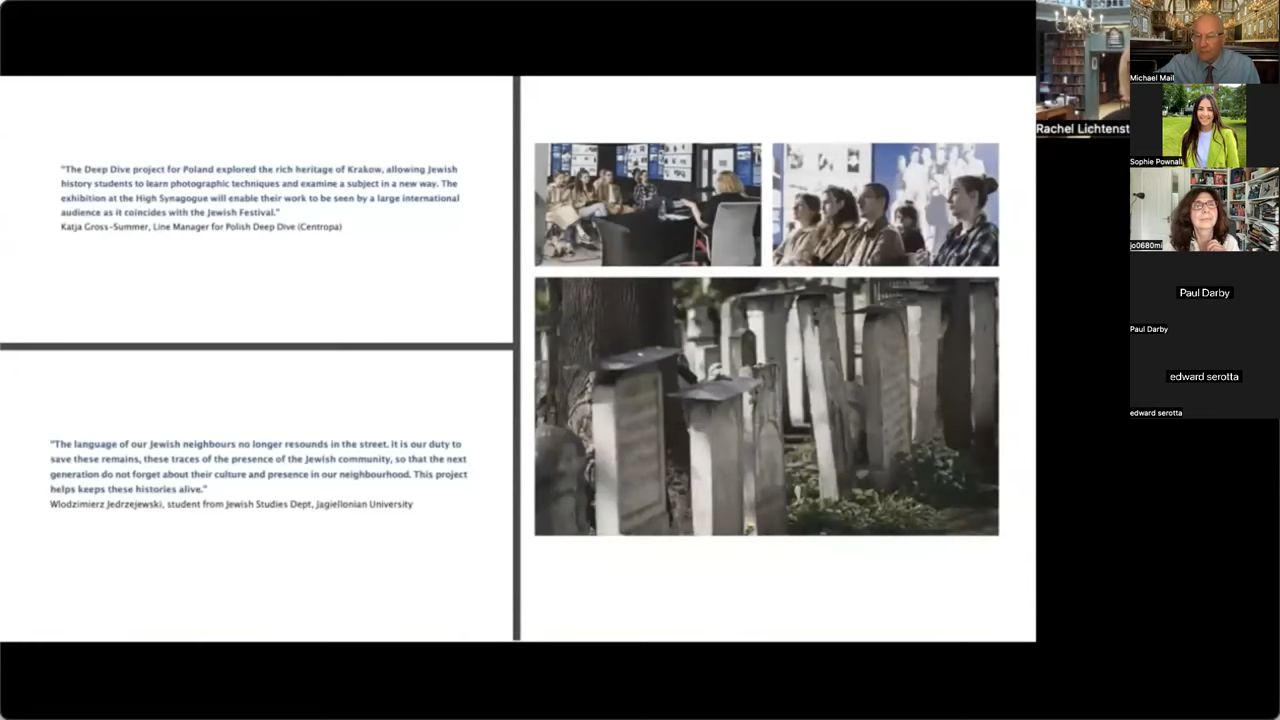 "The Deep Dive project for Poland explored the rich heritage of Krakow, allowing Jewish
history students to learn photographic techniques and examine a subject in a new way. The
exhibition at the High Synagogue will enable their work to be seen by a large international
audience as it coincides with the Jewish Festival."
Katja Gross-Summer, Line Manager for Polish Deep Dive (Centropa)
"The language of our Jewish neighbours no longer resounds in the street. It is our duty to
save these remains, these traces of the presence of the Jewish community, so that the next
generation do not forget about their culture and presence in our neighbourhood. This project
helps keeps these histories alive."
Wlodzimierz Jedrzejewski, student from Jewish Studies Dept, Jagiellonian University
Rachel Lichtenst
Michael Mail
Sophie Pownall
jo0680mi
Paul Darby
Paul Darby
edward serotta
edward serotta